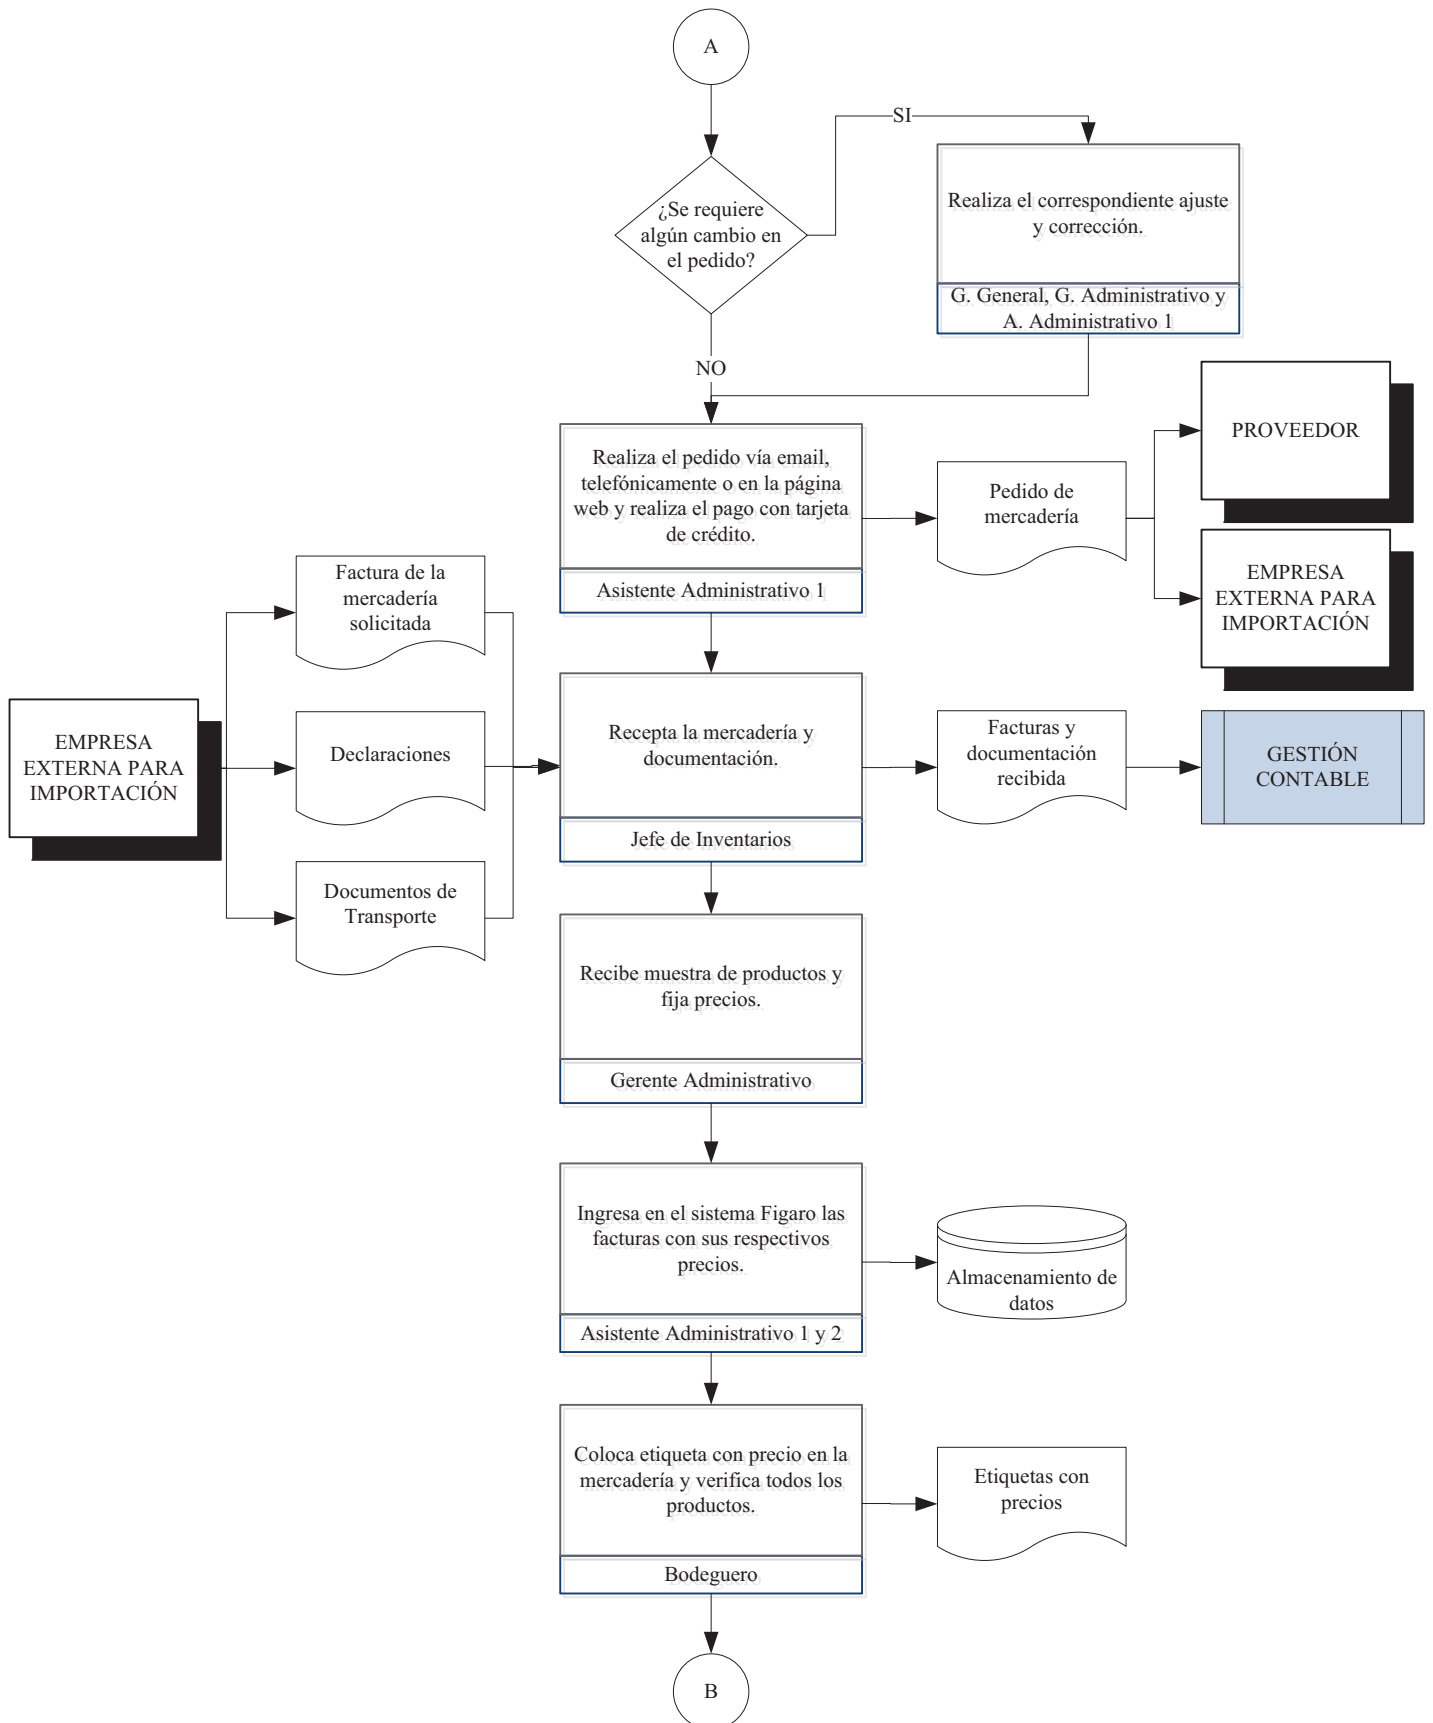 A
SI
¿Se requiere
algún cambio en
el pedido?
Realiza el correspondiente ajuste
y corrección.
G. General, G. Administrativo y
A. Administrativo 1
NO
Realiza el pedido vía email,
telefónicamente o en la página
web y realiza el pago con tarjeta
de crédito.
Asistente Administrativo 1
Pedido de
mercadería
PROVEEDOR
EMPRESA
EXTERNA PARA
IMPORTACIÓN
Factura de la
mercadería
solicitada
EMPRESA
EXTERNA PARA
IMPORTACIÓN
Declaraciones
Documentos de
Transporte
Recepta la mercadería y
documentación.
Jefe de Inventarios
Facturas y
documentación
recibida
GESTIÓN
CONTABLE
Recibe muestra de productos y
fija precios.
Gerente Administrativo
Ingresa en el sistema Figaro las
facturas con sus respectivos
precios.
Asistente Administrativo 1 y 2
Almacenamiento de
datos
Coloca etiqueta con precio en la
mercadería y verifica todos los
productos.
Bodeguero
Etiquetas con
precios
B